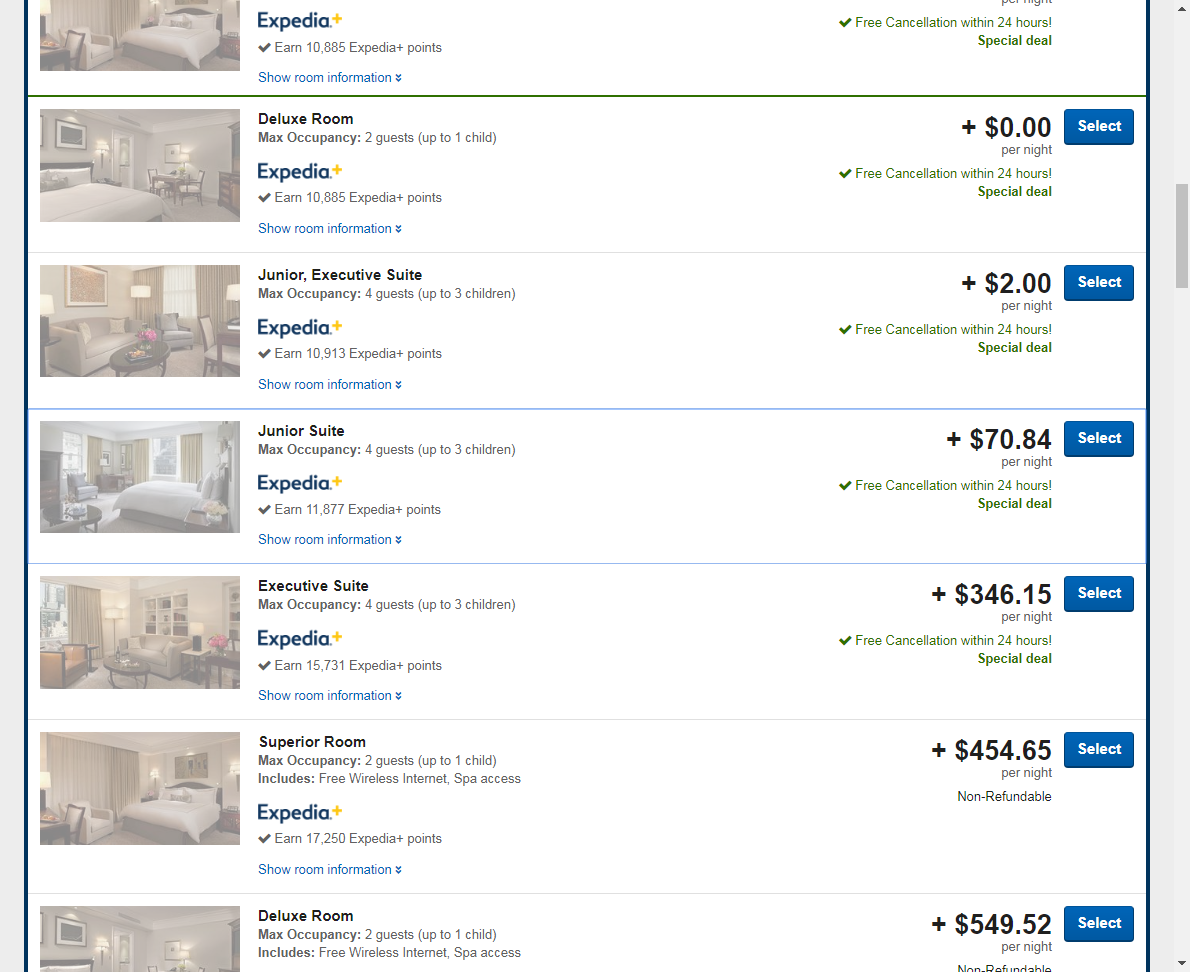 per night
Expedia+
✓ Free Cancellation within 24 hours!
Special deal
✓ Earn 10,885 Expedia+ points
Show room information
Deluxe Room
Max Occupancy: 2 guests (up to 1 child)
+ $0.00
Select
per night
Expedia+
✓ Free Cancellation within 24 hours!
Special deal
✓ Earn 10,885 Expedia+ points
Show room information
Junior, Executive Suite
Max Occupancy: 4 guests (up to 3 children)
+ $2.00
Select
per night
Expedia+
✓ Free Cancellation within 24 hours!
Special deal
✓ Earn 10,913 Expedia+ points
Show room information
Junior Suite
Max Occupancy: 4 guests (up to 3 children)
+ $70.84
Select
per night
Expedia+
✓ Free Cancellation within 24 hours!
Special deal
✓ Earn 11,877 Expedia+ points
Show room information
Executive Suite
Max Occupancy: 4 guests (up to 3 children)
+ $346.15
Select
per night
Expedia+
✓ Free Cancellation within 24 hours!
Special deal
✓ Earn 15,731 Expedia+ points
Show room information
Superior Room
Max Occupancy: 2 guests (up to 1 child)
Includes: Free Wireless Internet, Spa access
+ $454.65
Select
per night
Non-Refundable
Expedia+
✓ Earn 17,250 Expedia+ points
Show room information
Deluxe Room
Max Occupancy: 2 guests (up to 1 child)
Includes: Free Wireless Internet, Spa access
+ $549.52
Select
per night
Non-Refundable